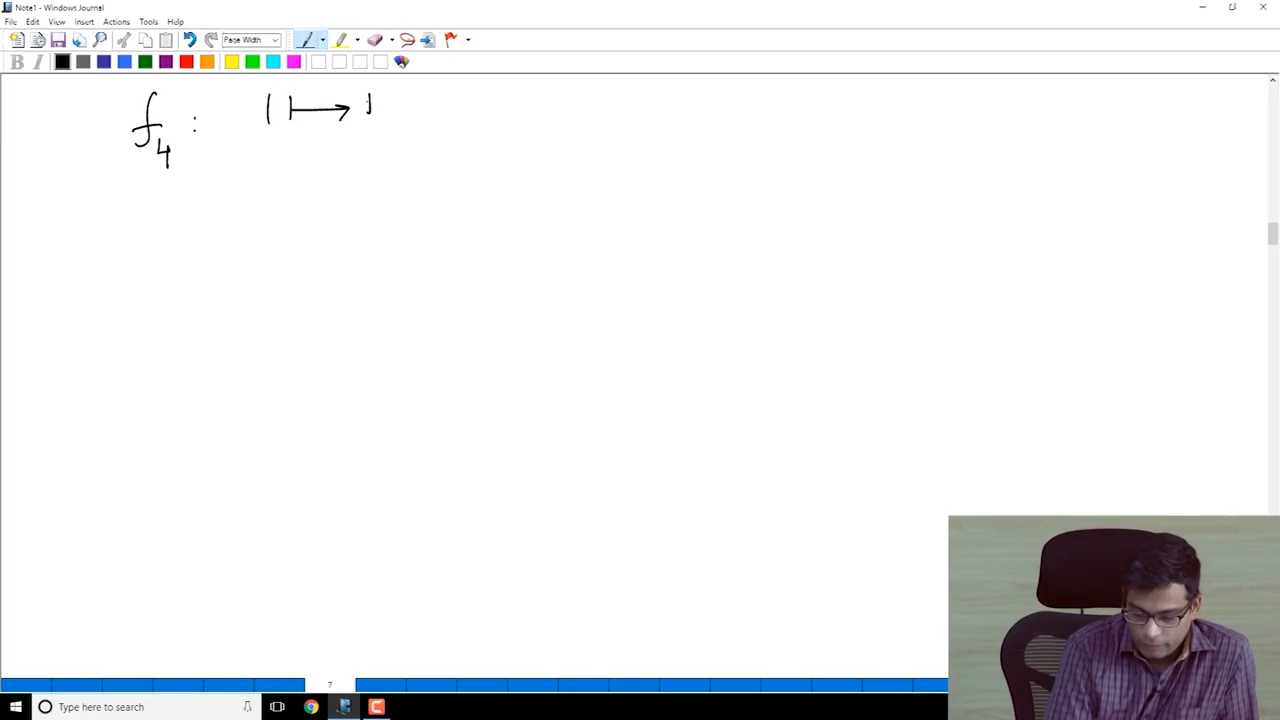 Note1 - Windows Journal
File Edit View Insert Actions Tools Help
Page Width
B I
f₄ : 1 ↦ 1
7
Type here to search